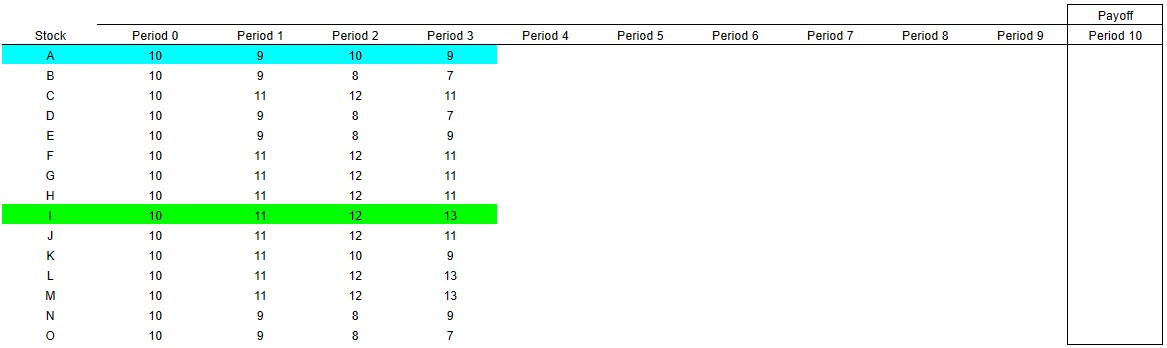 Payoff
Stock Period 0 Period 1 Period 2 Period 3 Period 4 Period 5 Period 6 Period 7 Period 8 Period 9 Period 10
A 10 9 10 9
B 10 9 8 7
C 10 11 12 11
D 10 9 8 7
E 10 9 8 9
F 10 11 12 11
G 10 11 12 11
H 10 11 12 11
I 10 11 12 13
J 10 11 12 11
K 10 11 10 9
L 10 11 12 13
M 10 11 12 13
N 10 9 8 9
O 10 9 8 7